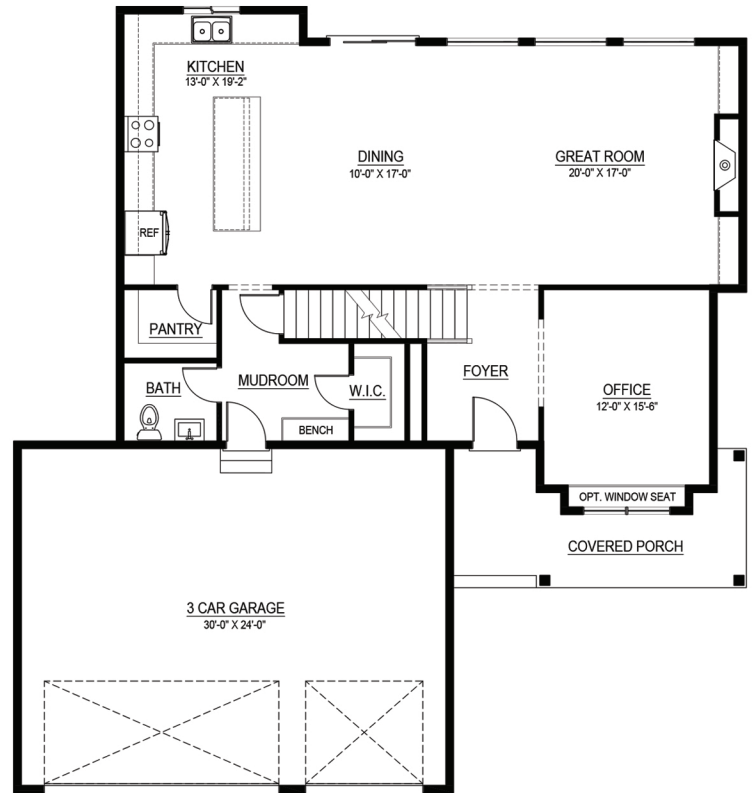 KITCHEN
13'-0" X 19'-2"
DINING
10'-0" X 17'-0"
GREAT ROOM
20'-0" X 17'-0"
REF
PANTRY
FOYER
BATH
MUDROOM
W.I.C.
OFFICE
12'-0" X 15'-6"
BENCH
OPT. WINDOW SEAT
COVERED PORCH
3 CAR GARAGE
30'-0" X 24'-0"